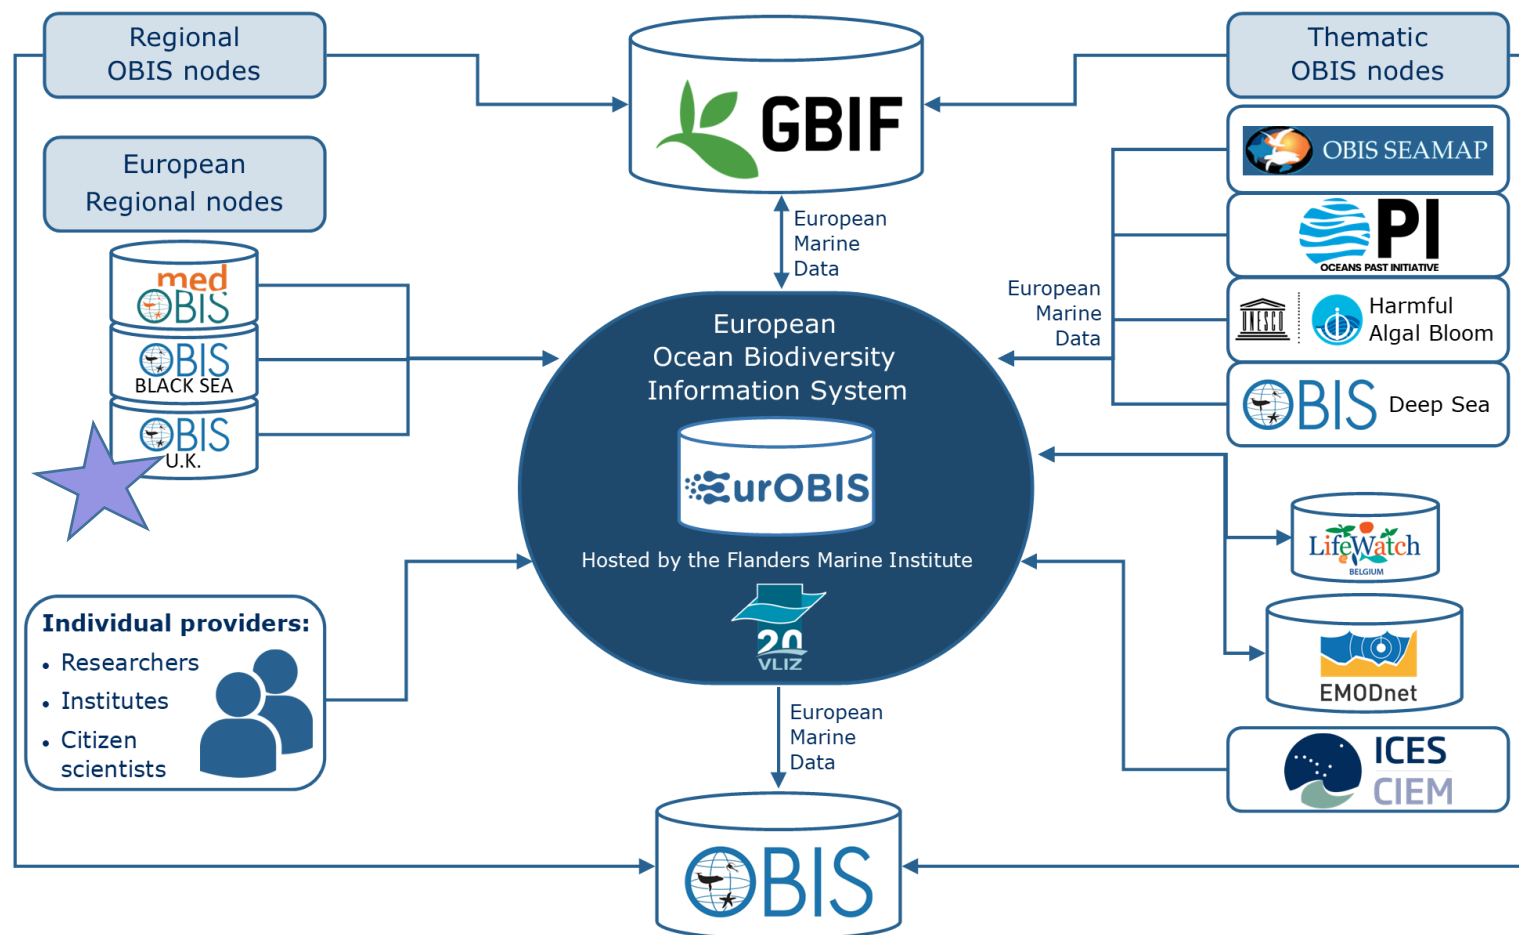 Regional
OBIS nodes
GBIF
Thematic
OBIS nodes
European
Regional nodes
OBIS SEAMAP
OPI
OCEANS PAST INITIATIVE
European
Marine
Data
med
OBIS
OBIS
BLACK SEA
OBIS
U.K.
European
Marine
Data
UNESCO
Harmful
Algal Bloom
OBIS Deep Sea
European
Ocean Biodiversity
Information System
EurOBIS
Hosted by the Flanders Marine Institute
20
VLIZ
LifeWatch
BELGIUM
EMODnet
ICES
CIEM
Individual providers:
• Researchers
• Institutes
• Citizen
scientists
European
Marine
Data
OBIS